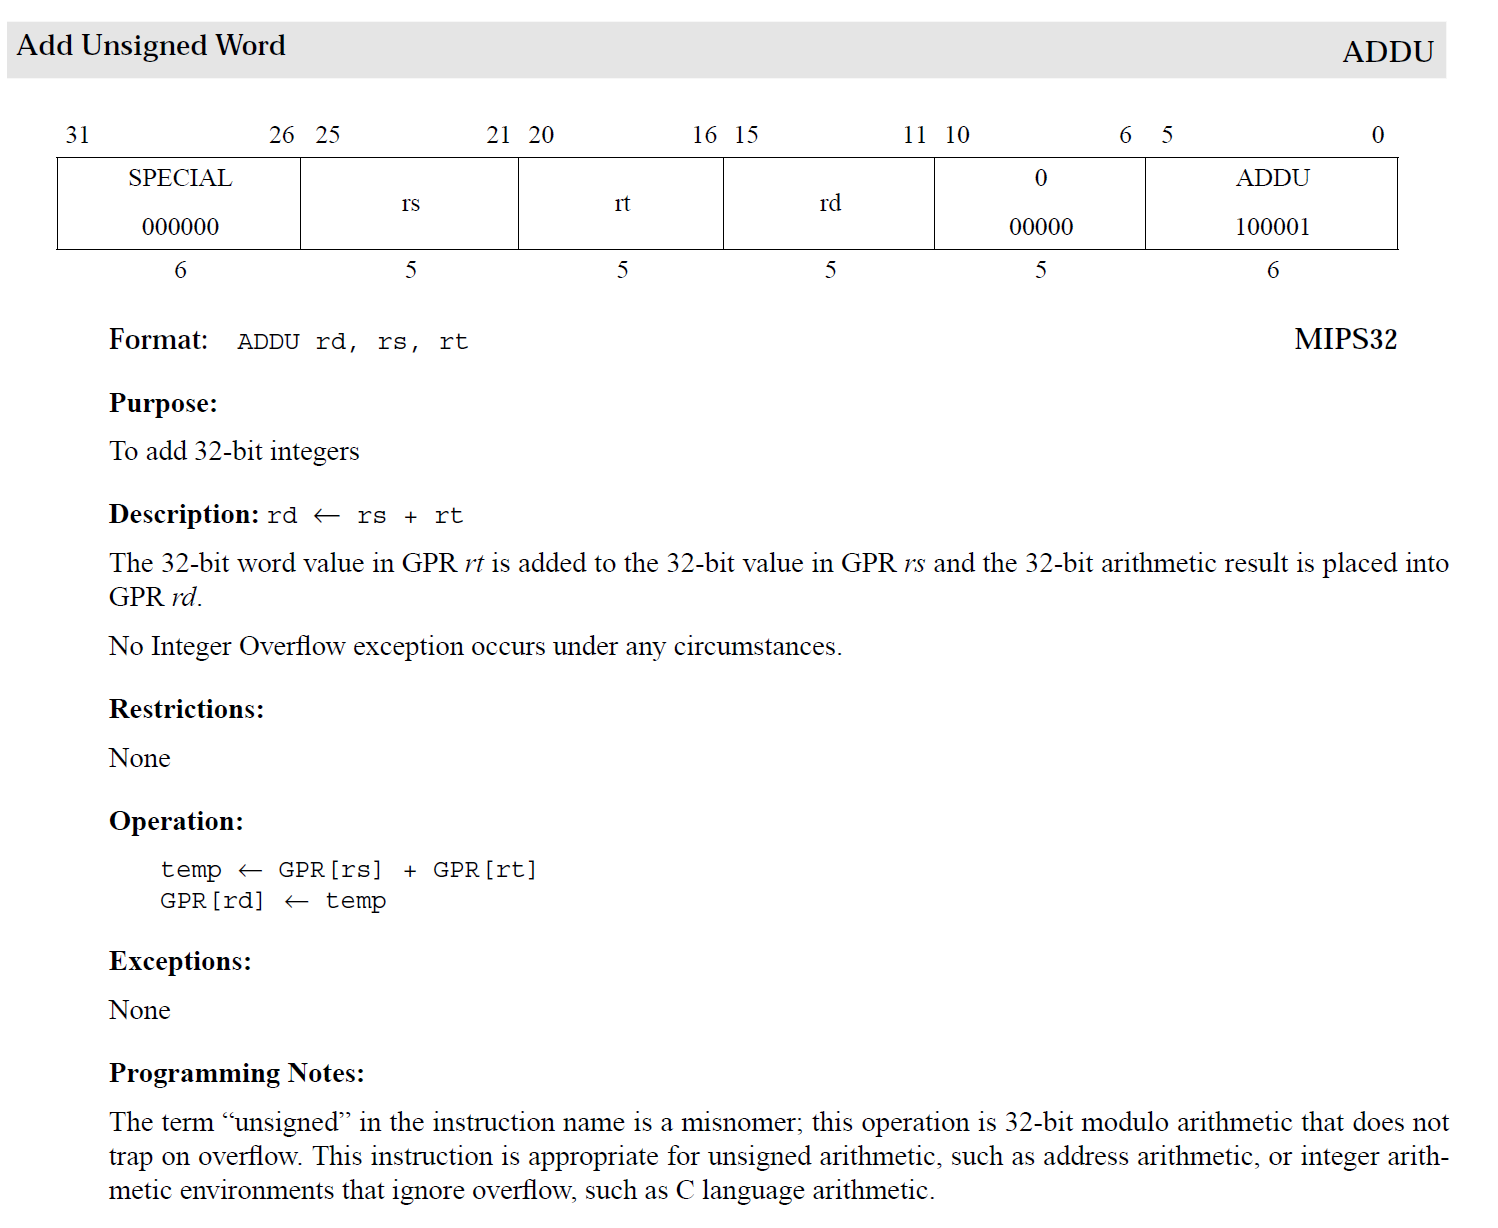 Add Unsigned Word ADDU
31 26 25 21 20 16 15 11 10 6 5 0
SPECIAL 0 ADDU
rs rt rd
000000 00000 100001
6 5 5 5 5 6
Format: ADDU rd, rs, rt MIPS32
Purpose:
To add 32-bit integers
Description: rd ← rs + rt
The 32-bit word value in GPR rt is added to the 32-bit value in GPR rs and the 32-bit arithmetic result is placed into
GPR rd.
No Integer Overflow exception occurs under any circumstances.
Restrictions:
None
Operation:
temp ← GPR[rs] + GPR[rt]
GPR[rd] ← temp
Exceptions:
None
Programming Notes:
The term “unsigned” in the instruction name is a misnomer; this operation is 32-bit modulo arithmetic that does not
trap on overflow. This instruction is appropriate for unsigned arithmetic, such as address arithmetic, or integer arith-
metic environments that ignore overflow, such as C language arithmetic.